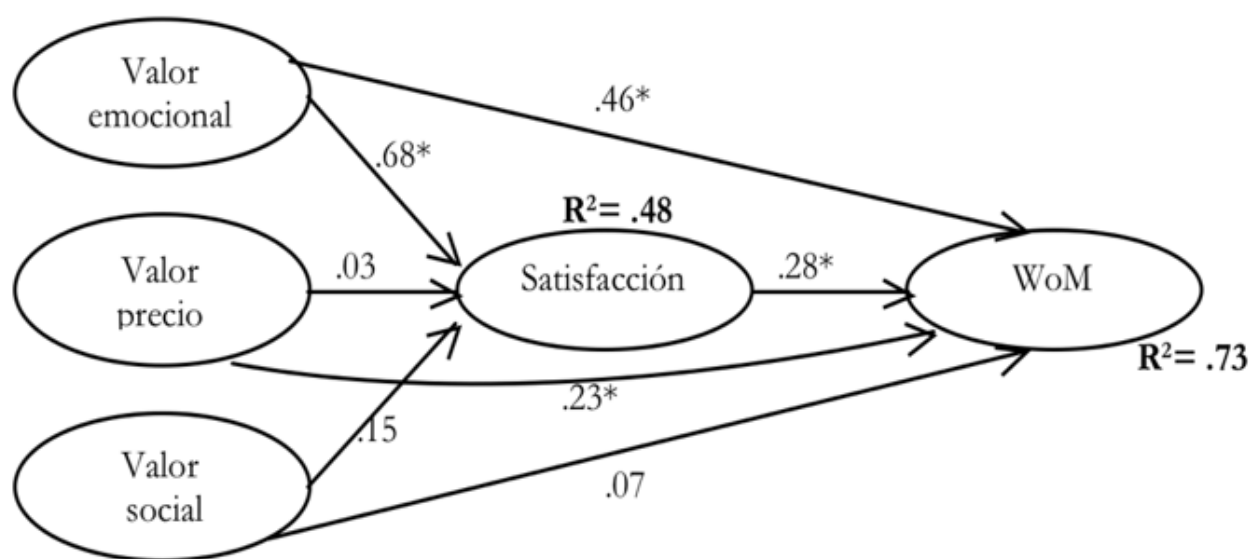 Valor
emocional
.46*
.68*
R²= .48
Valor
precio
.03
Satisfacción
.28*
WoM
R²= .73
.23*
.15
Valor
social
.07